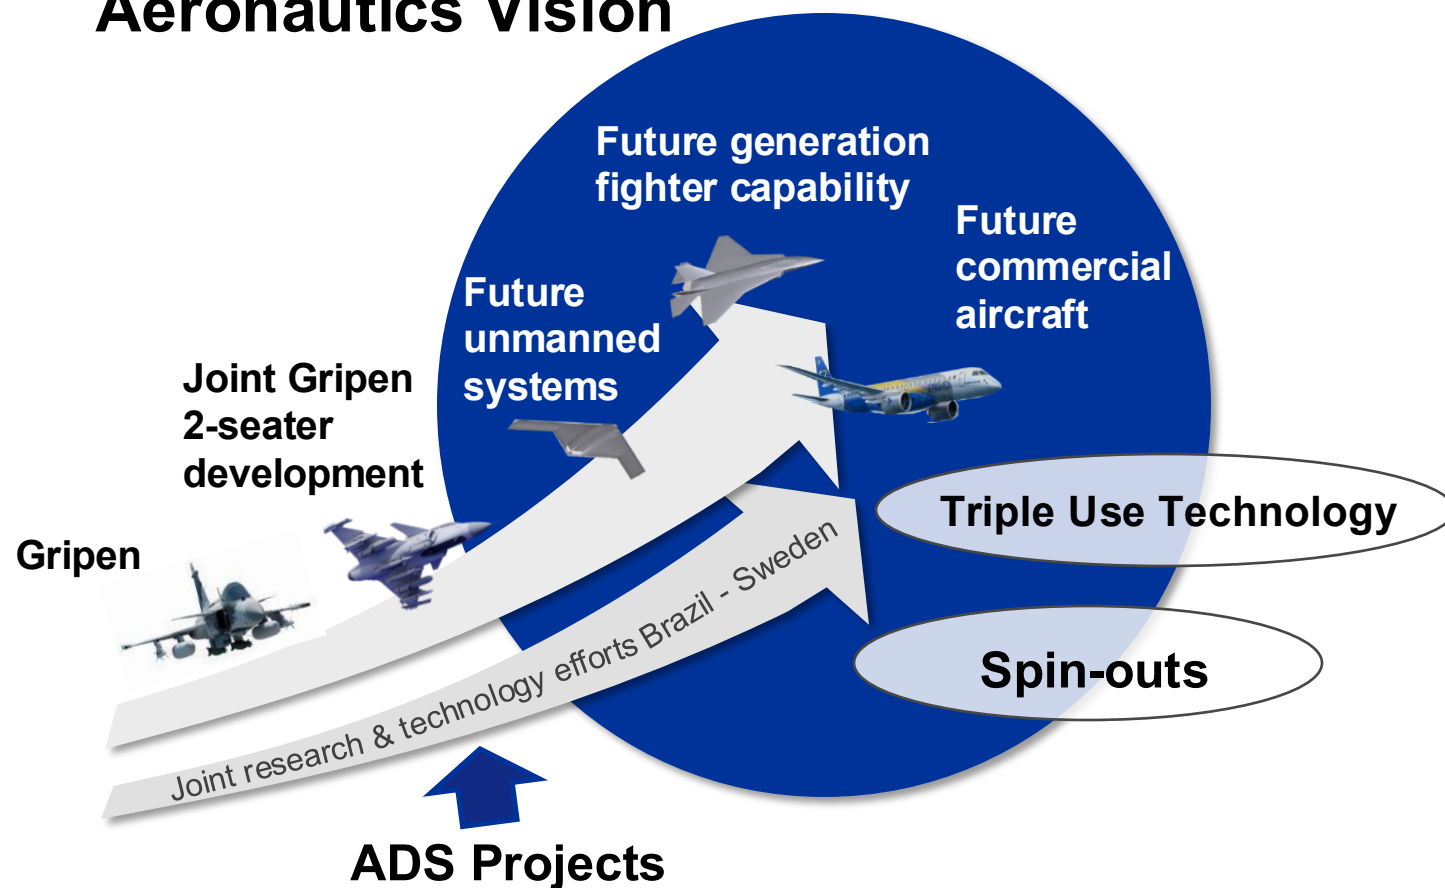 Aeronautics Vision
Future generation
fighter capability
Future
commercial
aircraft
Future
unmanned
systems
Joint Gripen
2-seater
development
Gripen
Triple Use Technology
Joint research & technology efforts Brazil - Sweden
Spin-outs
ADS Projects